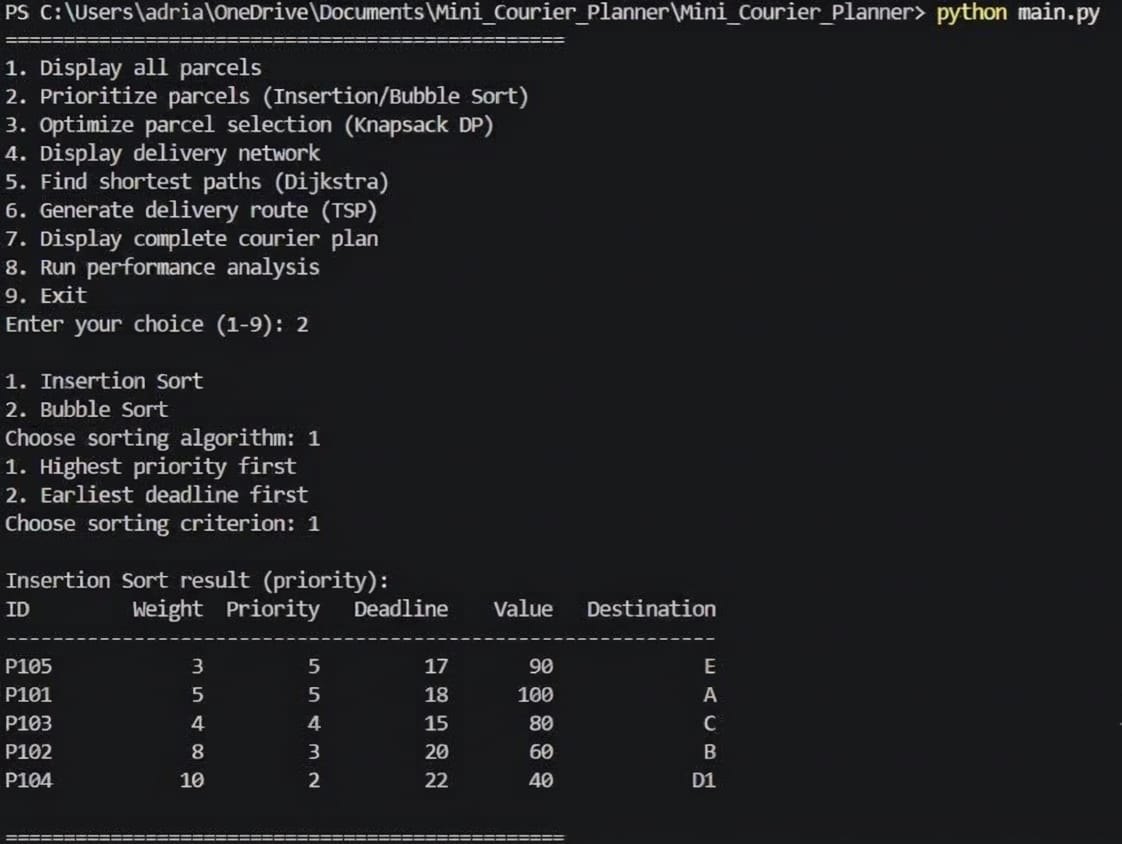 PS C:\Users\adria\OneDrive\Documents\Mini_Courier_Planner\Mini_Courier_Planner> python main.py
================================================
1. Display all parcels
2. Prioritize parcels (Insertion/Bubble Sort)
3. Optimize parcel selection (Knapsack DP)
4. Display delivery network
5. Find shortest paths (Dijkstra)
6. Generate delivery route (TSP)
7. Display complete courier plan
8. Run performance analysis
9. Exit
Enter your choice (1-9): 2

1. Insertion Sort
2. Bubble Sort
Choose sorting algorithm: 1
1. Highest priority first
2. Earliest deadline first
Choose sorting criterion: 1

Insertion Sort result (priority):
ID         Weight  Priority   Deadline    Value   Destination
-------------------------------------------------------------
P105            3         5         17       90             E
P101            5         5         18      100             A
P103            4         4         15       80             C
P102            8         3         20       60             B
P104           10         2         22       40            D1

================================================